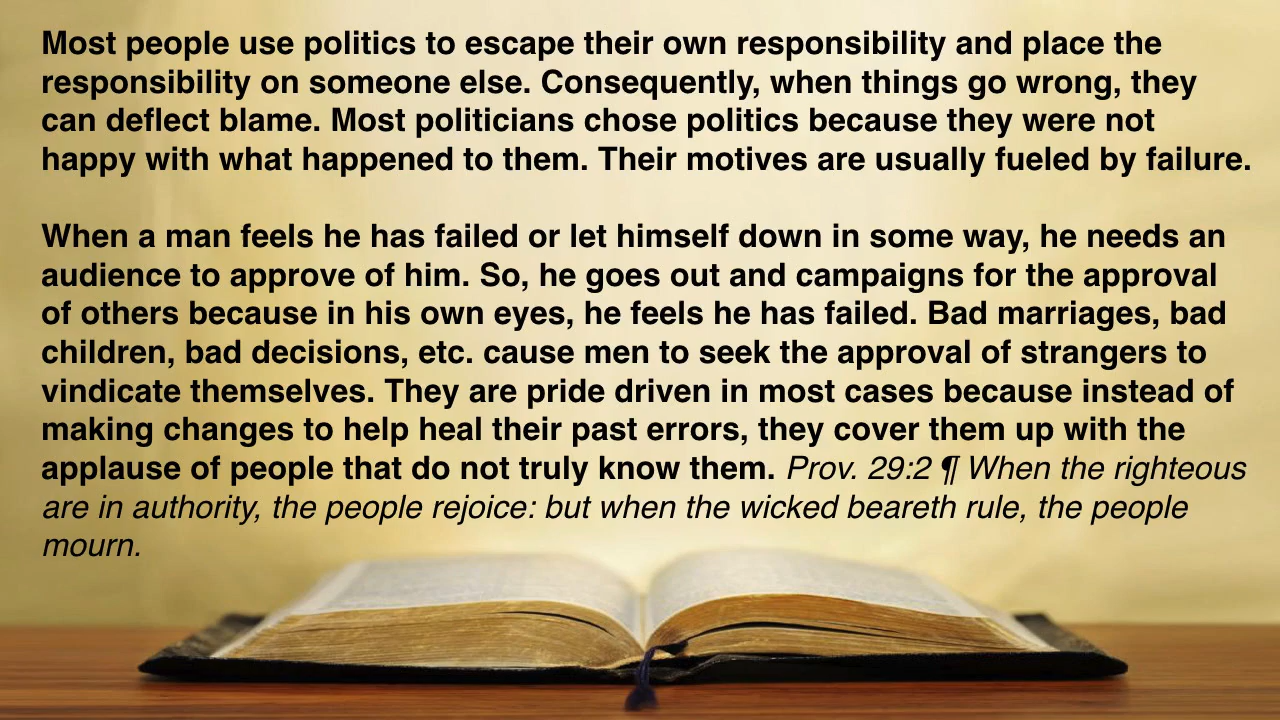 Most people use politics to escape their own responsibility and place the
responsibility on someone else. Consequently, when things go wrong, they
can deflect blame. Most politicians chose politics because they were not
happy with what happened to them. Their motives are usually fueled by failure.
When a man feels he has failed or let himself down in some way, he needs an
audience to approve of him. So, he goes out and campaigns for the approval
of others because in his own eyes, he feels he has failed. Bad marriages, bad
children, bad decisions, etc. cause men to seek the approval of strangers to
vindicate themselves. They are pride driven in most cases because instead of
making changes to help heal their past errors, they cover them up with the
applause of people that do not truly know them. Prov. 29:2 ¶ When the righteous
are in authority, the people rejoice: but when the wicked beareth rule, the people
mourn.